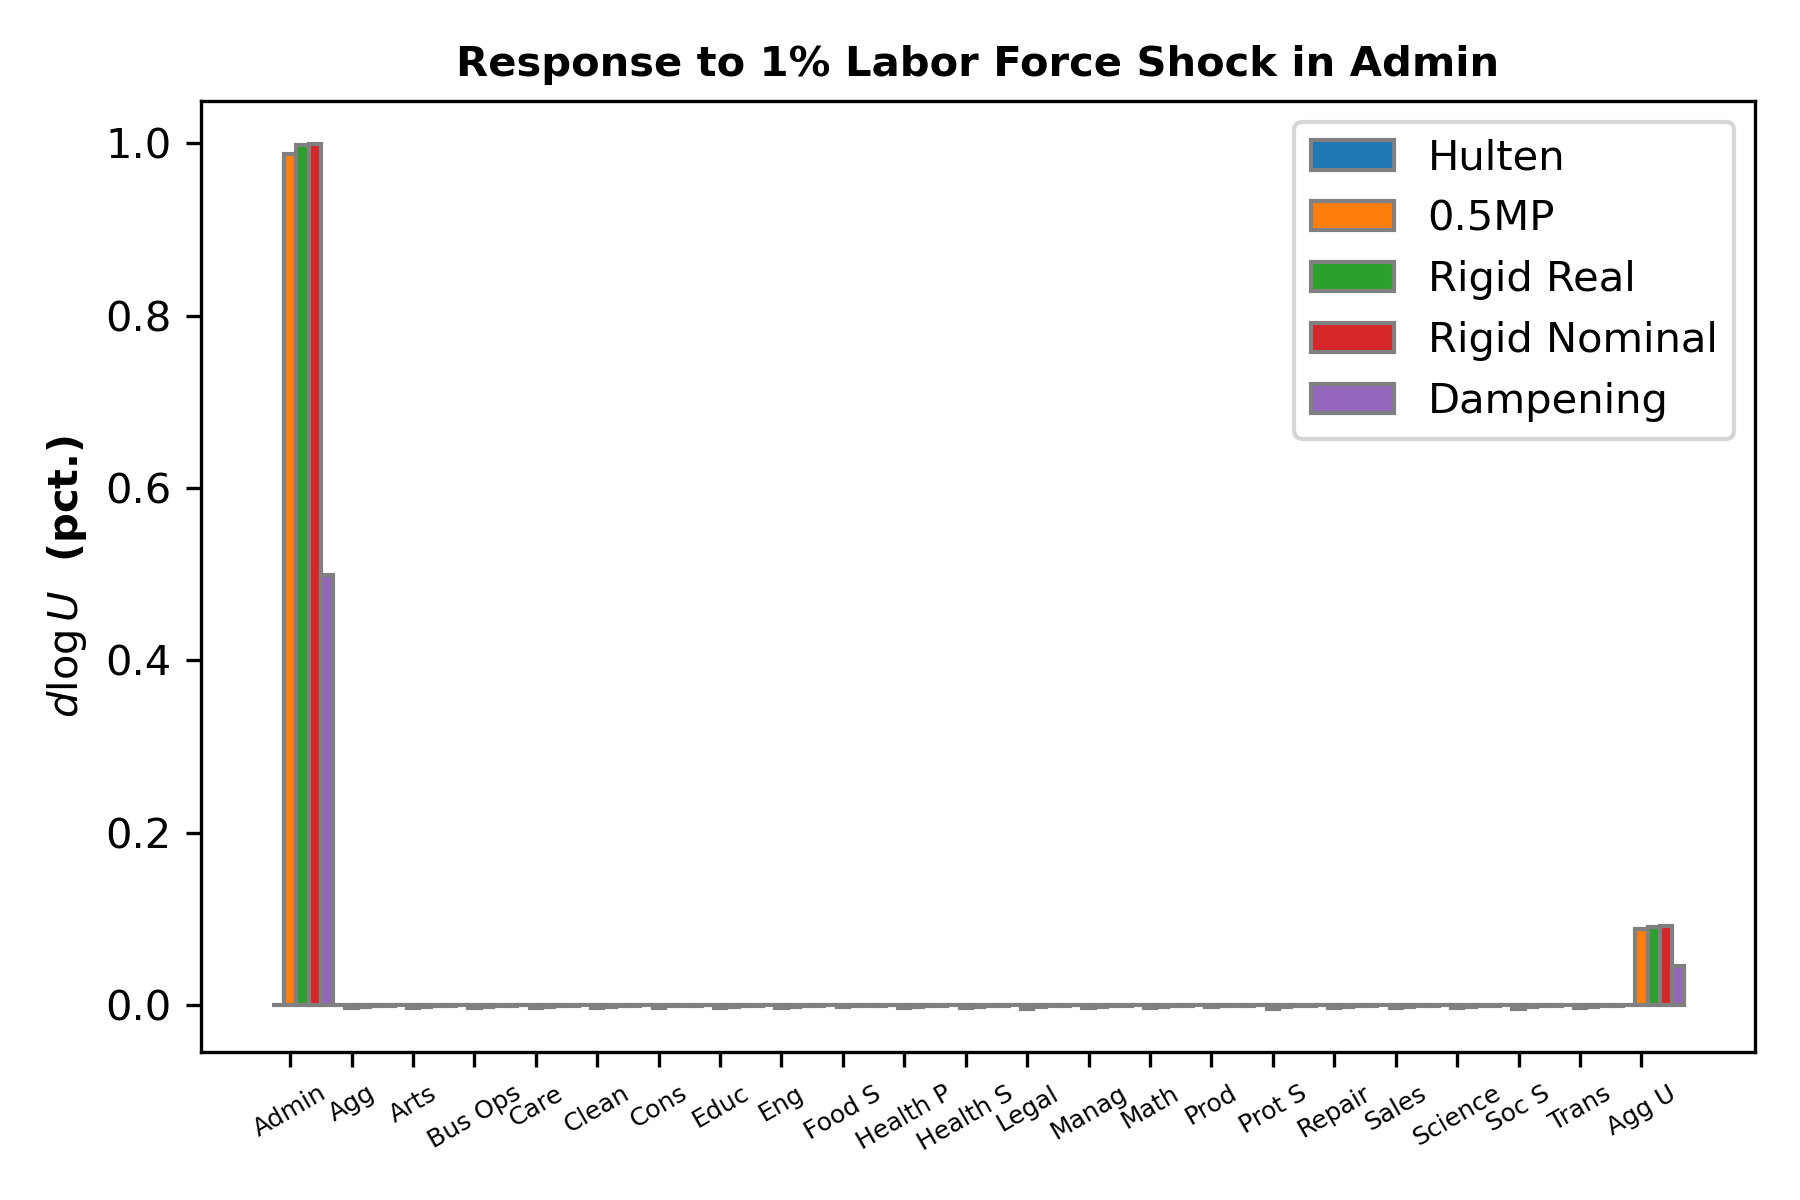 Response to 1% Labor Force Shock in Admin
d log U (pct.)
1.0
0.8
0.6
0.4
0.2
0.0
Hulten
0.5MP
Rigid Real
Rigid Nominal
Dampening
Admin
Agg
Arts
Bus Ops
Care
Clean
Cons
Educ
Eng
Food S
Health P
Health S
Legal
Manag
Math
Prod
Prot S
Repair
Sales
Science
Soc S
Trans
Agg U